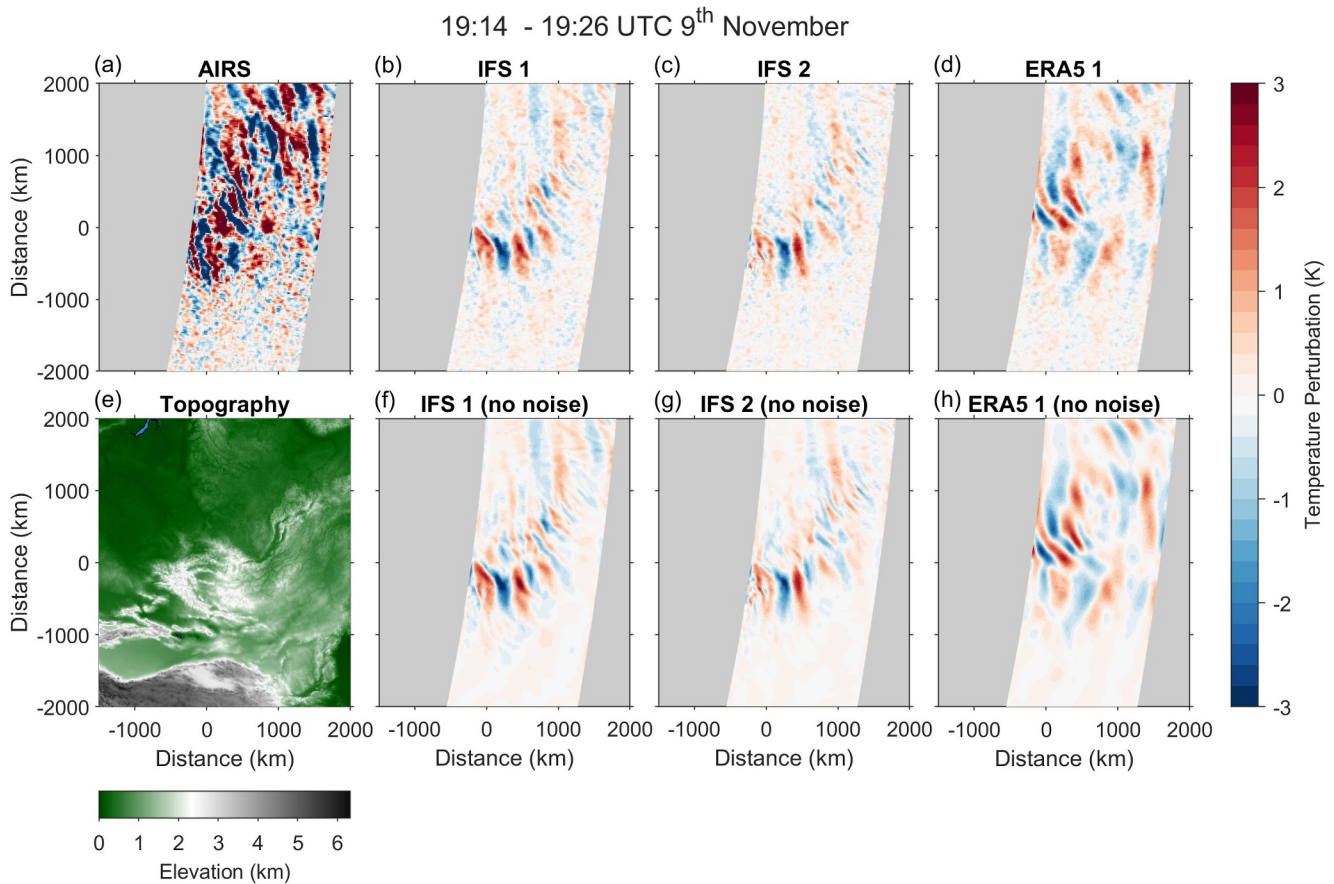 19:14 - 19:26 UTC 9th November
(a) AIRS
(b) IFS 1
(c) IFS 2
(d) ERA5 1
2000
1000
0
-1000
-2000
Distance (km)
3
2
1
0
-1
-2
-3
Temperature Perturbation (K)
(e) Topography
(f) IFS 1 (no noise)
(g) IFS 2 (no noise)
(h) ERA5 1 (no noise)
2000
1000
0
-1000
-2000
Distance (km)
-1000 0 1000 2000
-1000 0 1000 2000
-1000 0 1000 2000
-1000 0 1000 2000
Distance (km)
Distance (km)
Distance (km)
Distance (km)
0 1 2 3 4 5 6
Elevation (km)